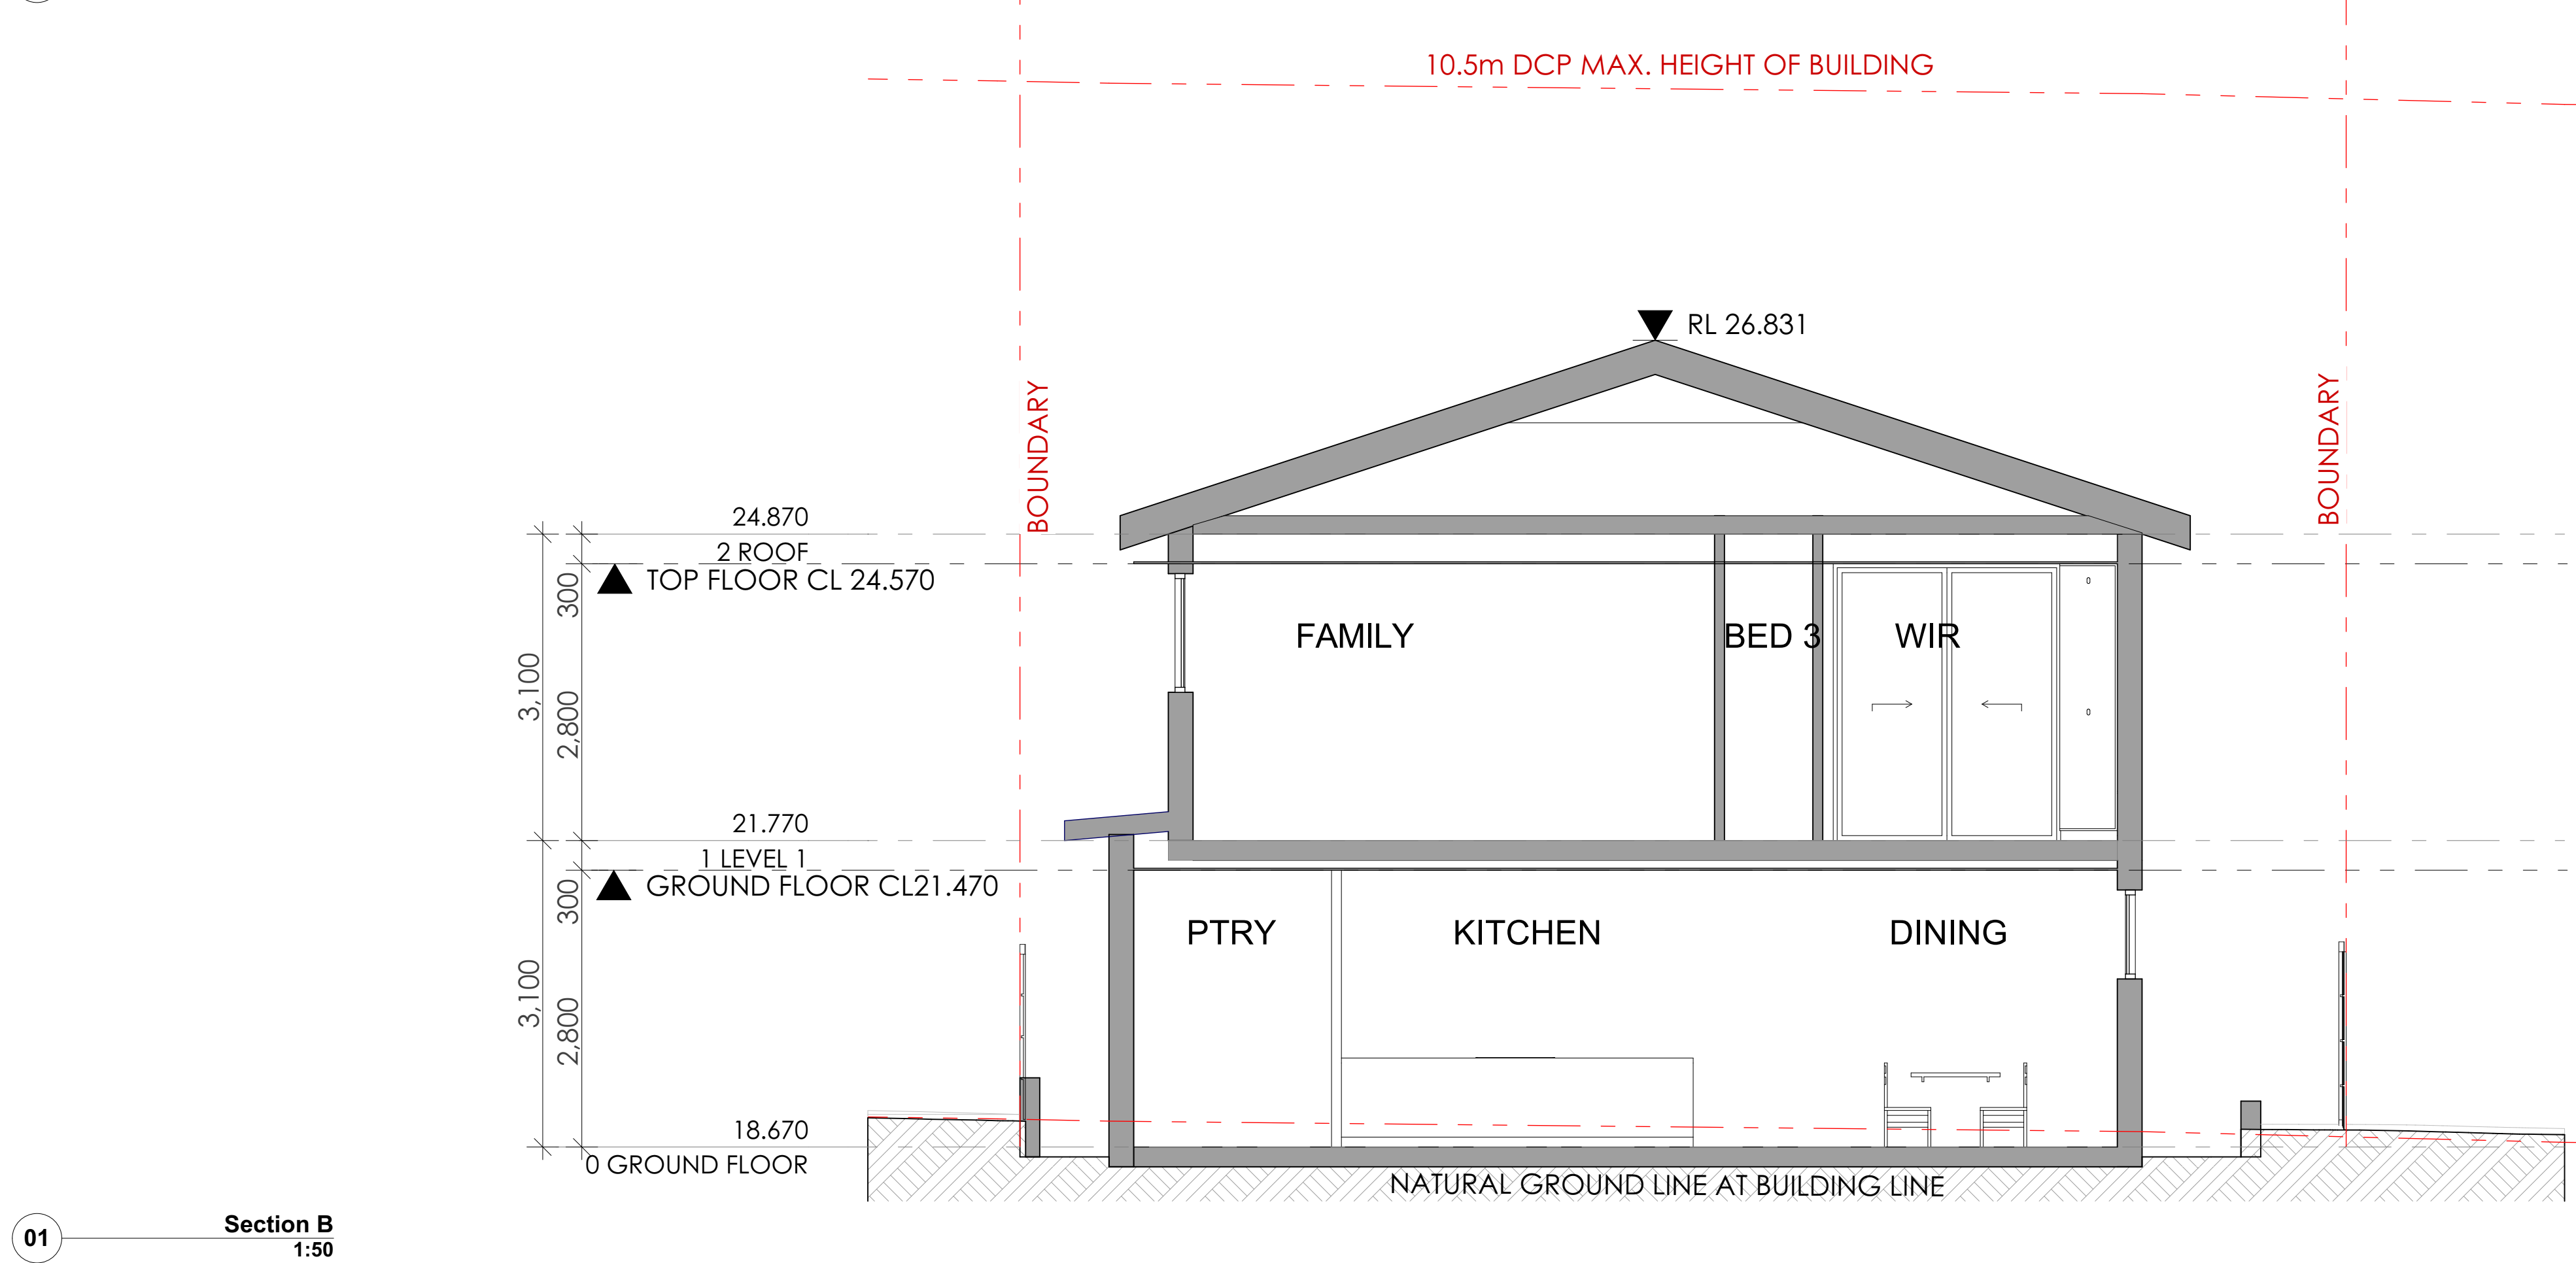 10.5m DCP MAX. HEIGHT OF BUILDING
RL 26.831
BOUNDARY
BOUNDARY
24.870
2 ROOF
TOP FLOOR CL 24.570
300
3,100
2,800
FAMILY
BED 3
WIR
21.770
1 LEVEL 1
GROUND FLOOR CL21.470
300
3,100
2,800
PTRY
KITCHEN
DINING
18.670
0 GROUND FLOOR
NATURAL GROUND LINE AT BUILDING LINE
01
Section B
1:50